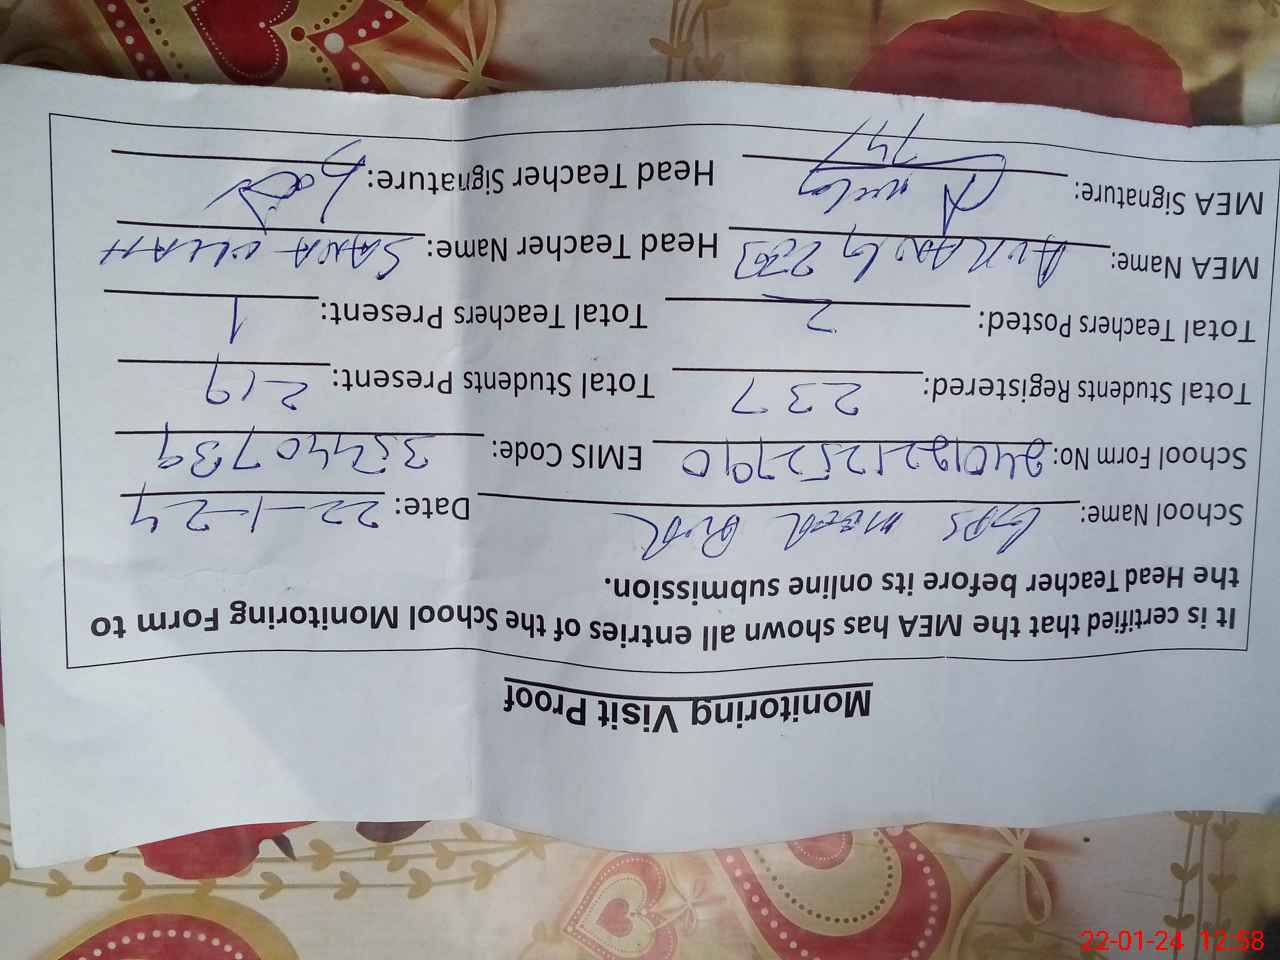 Monitoring Visit Proof
It is certified that the MEA has shown all entries of the School Monitoring Form to
the Head Teacher before its online submission.
School Name: GPS Date: 22-1-24
School Form No: EMIS Code: 35440739
Total Students Registered: 237 Total Students Present: 219
Total Teachers Posted: 2 Total Teachers Present: 1
MEA Name: Head Teacher Name: SANA ULLAH
MEA Signature: Head Teacher Signature:
22-01-24 12:58